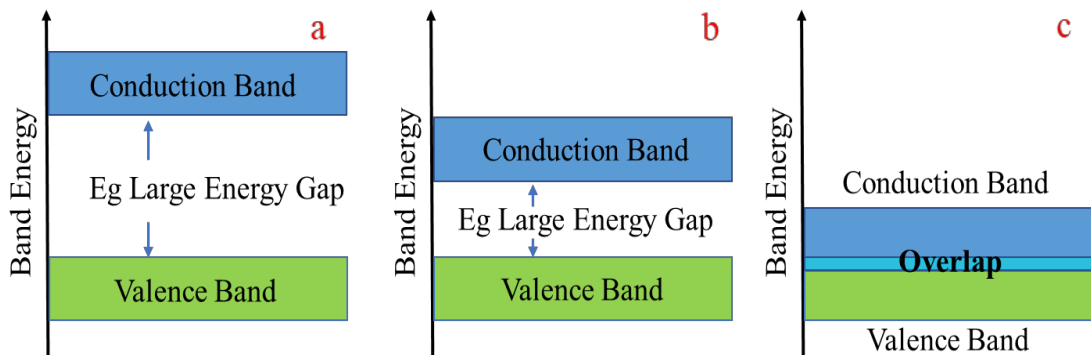 a
Conduction Band
Eg Large Energy Gap
Valence Band
Band Energy
b
Conduction Band
Eg Large Energy Gap
Valence Band
Band Energy
c
Conduction Band
Overlap
Valence Band
Band Energy